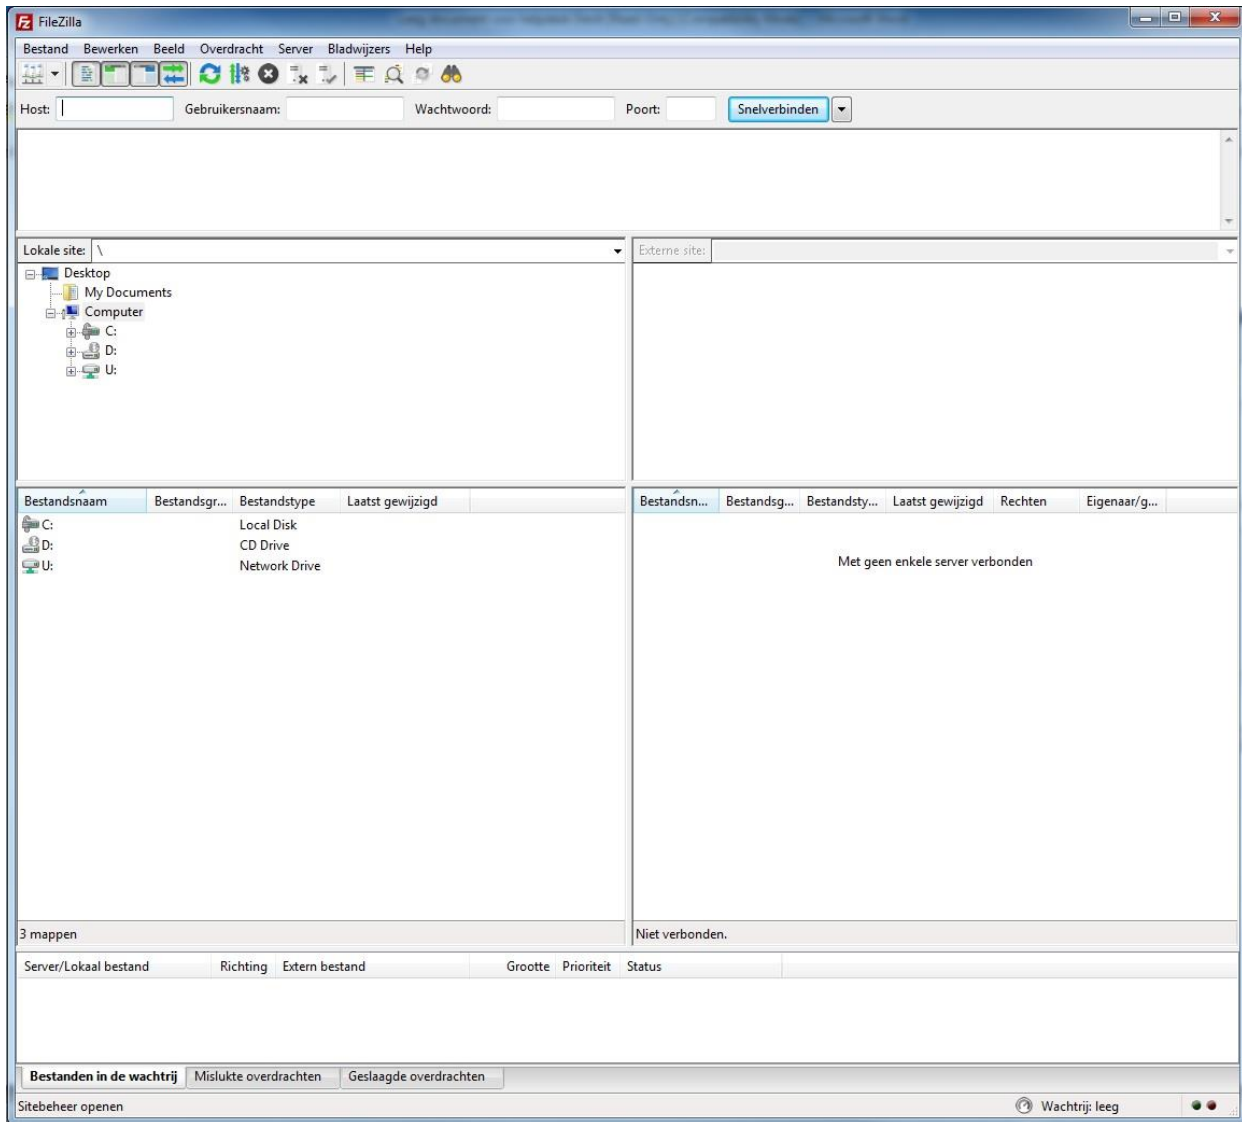 FileZilla
Bestand Bewerken Beeld Overdracht Server Bladwijzers Help
Host: Gebruikersnaam: Wachtwoord: Poort: Snelverbinden
Lokale site: \ Externe site:
Desktop
My Documents
Computer
C:
D:
U:
Bestandsnaam Bestandsgr... Bestandstype Laatst gewijzigd Bestandsn... Bestandsg... Bestandsty... Laatst gewijzigd Rechten Eigenaar/g...
C: Local Disk
D: CD Drive
U: Network Drive
Met geen enkele server verbonden
3 mappen Niet verbonden.
Server/Lokaal bestand Richting Extern bestand Grootte Prioriteit Status
Bestanden in de wachtrij Mislukte overdrachten Geslaagde overdrachten
Sitebeheer openen Wachtrij: leeg